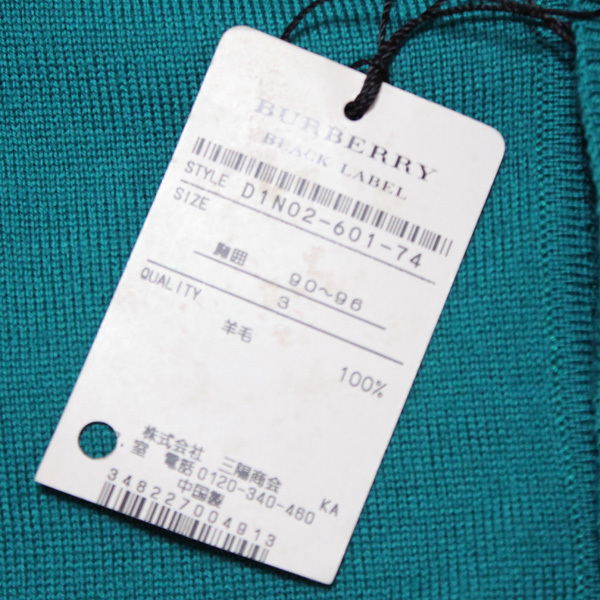 BURBERRY
BLACK LABEL
STYLE D1N02-601-74
SIZE
胸囲 90~96
3
QUALITY
羊毛 100%
株式会社 三陽商会
室 電話0120-340-460
中国製 KA
348227004913